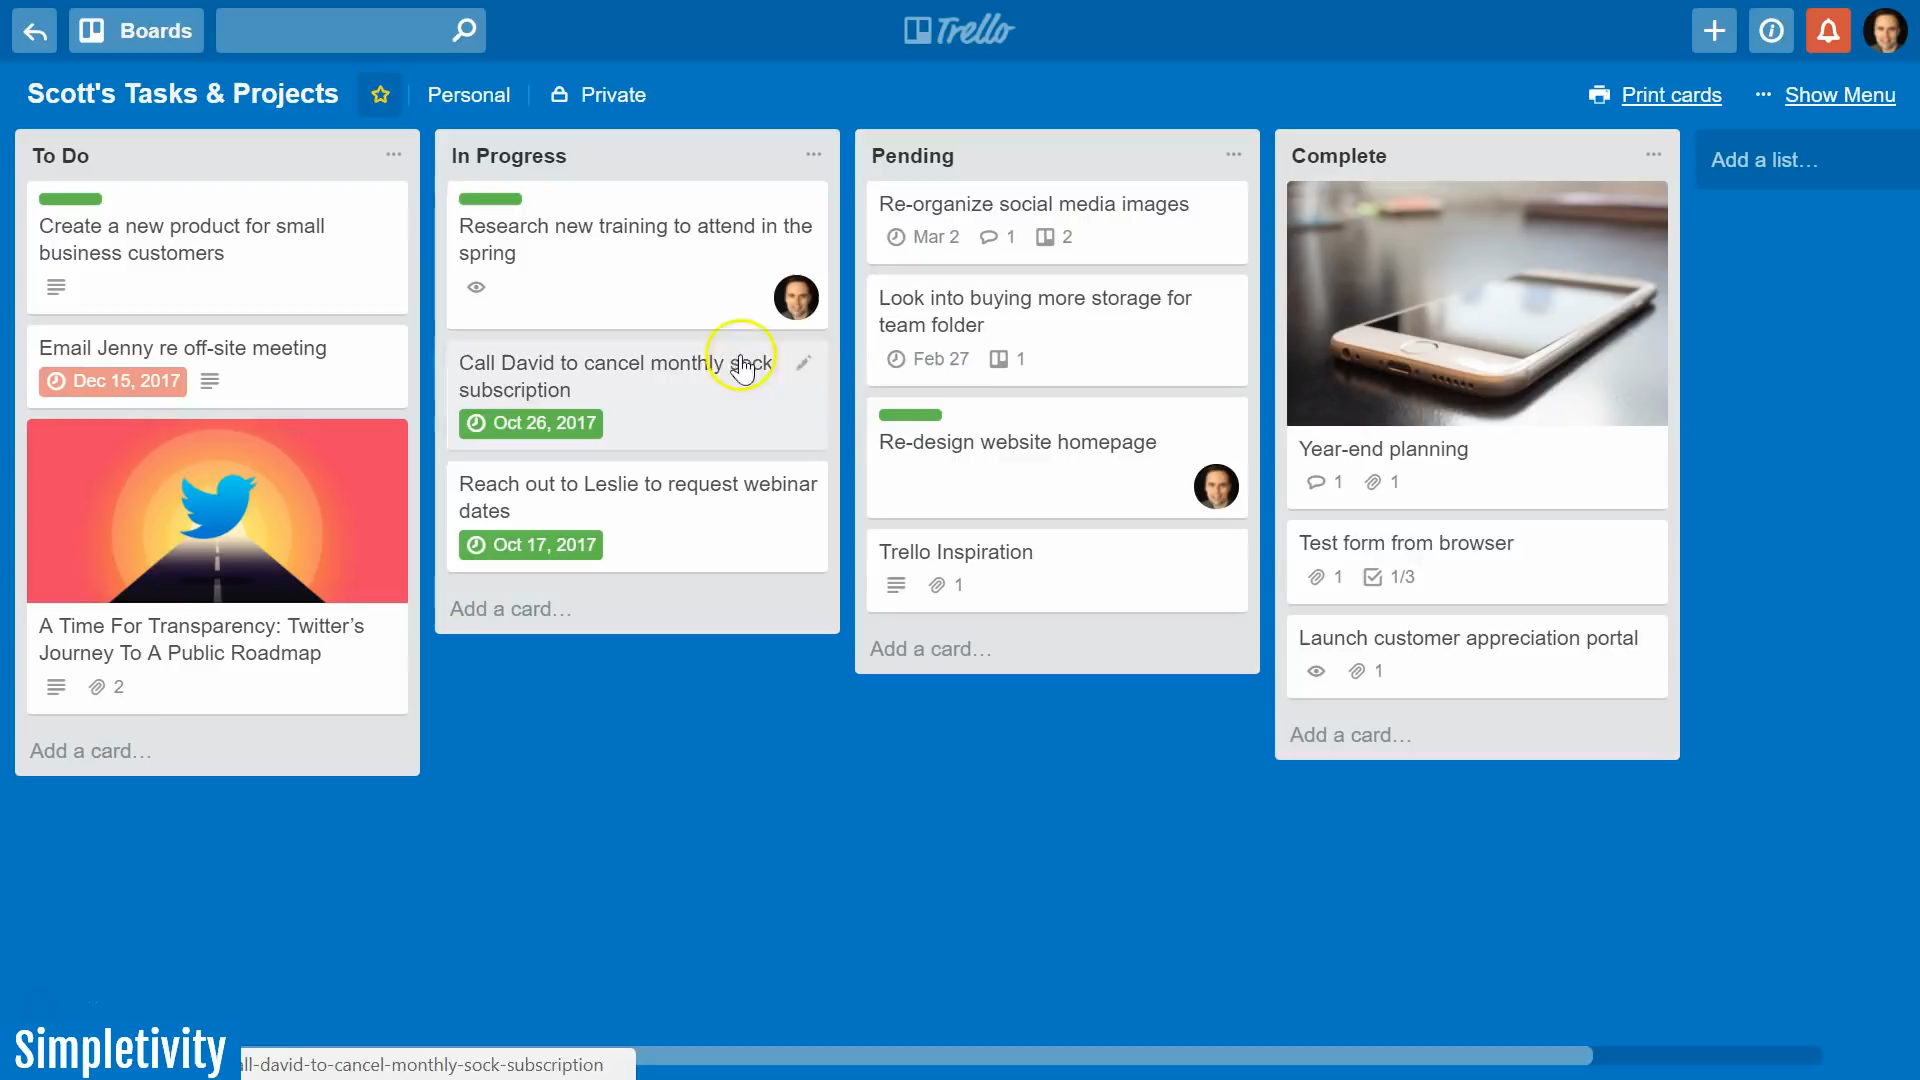 Boards
Trello
Scott's Tasks & Projects
Personal
Private
Print cards
Show Menu
To Do
Create a new product for small
business customers
Email Jenny re off-site meeting
Dec 15, 2017
A Time For Transparency: Twitter’s
Journey To A Public Roadmap
2
Add a card…
In Progress
Research new training to attend in the
spring
Call David to cancel monthly sock
subscription
Oct 26, 2017
Reach out to Leslie to request webinar
dates
Oct 17, 2017
Add a card…
Pending
Re-organize social media images
Mar 2 1 2
Look into buying more storage for
team folder
Feb 27 1
Re-design website homepage
Trello Inspiration
1
Add a card…
Complete
Year-end planning
1 1
Test form from browser
1 1/3
Launch customer appreciation portal
1
Add a card…
Add a list…
Simpletivity
all-david-to-cancel-monthly-sock-subscription